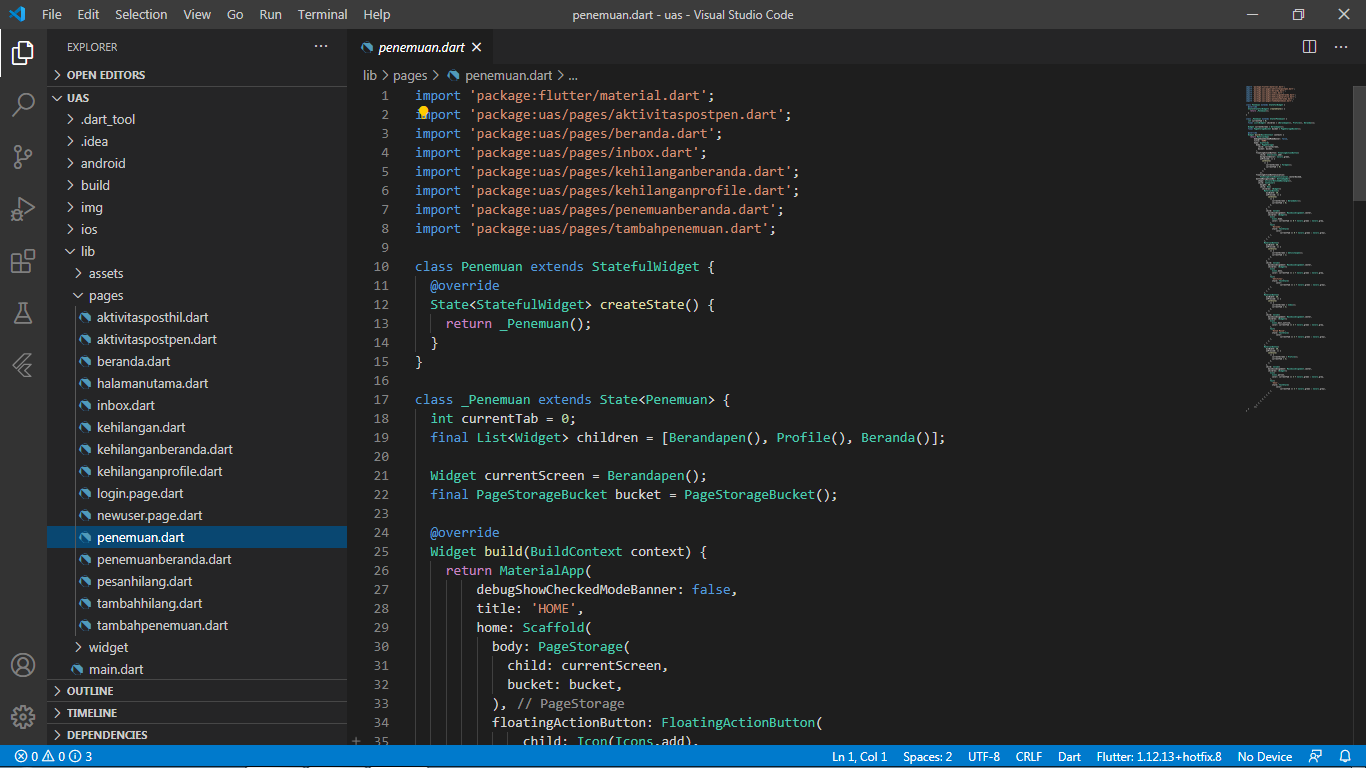 File Edit Selection View Go Run Terminal Help
penemuan.dart - uas - Visual Studio Code
EXPLORER
OPEN EDITORS
UAS
.dart_tool
.idea
android
build
img
ios
lib
assets
pages
aktivitasposthil.dart
aktivitaspostpen.dart
beranda.dart
halamanutama.dart
inbox.dart
kehilangan.dart
kehilanganberanda.dart
kehilanganprofile.dart
login.page.dart
newuser.page.dart
penemuan.dart
penemuanberanda.dart
pesanhilang.dart
tambahhilang.dart
tambahpenemuan.dart
widget
main.dart
OUTLINE
TIMELINE
DEPENDENCIES
penemuan.dart
lib > pages > penemuan.dart > ...
1 import 'package:flutter/material.dart';
2 import 'package:uas/pages/aktivitaspostpen.dart';
3 import 'package:uas/pages/beranda.dart';
4 import 'package:uas/pages/inbox.dart';
5 import 'package:uas/pages/kehilanganberanda.dart';
6 import 'package:uas/pages/kehilanganprofile.dart';
7 import 'package:uas/pages/penemuanberanda.dart';
8 import 'package:uas/pages/tambahpenemuan.dart';
9
10 class Penemuan extends StatefulWidget {
11 @override
12 State<StatefulWidget> createState() {
13 return _Penemuan();
14 }
15 }
16
17 class _Penemuan extends State<Penemuan> {
18 int currentTab = 0;
19 final List<Widget> children = [Berandapen(), Profile(), Beranda()];
20
21 Widget currentScreen = Berandapen();
22 final PageStorageBucket bucket = PageStorageBucket();
23
24 @override
25 Widget build(BuildContext context) {
26 return MaterialApp(
27 debugShowCheckedModeBanner: false,
28 title: 'HOME',
29 home: Scaffold(
30 body: PageStorage(
31 child: currentScreen,
32 bucket: bucket,
33 ), // PageStorage
34 floatingActionButton: FloatingActionButton(
35 child: Icon(Icons.add),
0 0 3
Ln 1, Col 1 Spaces: 2 UTF-8 CRLF Dart Flutter: 1.12.13+hotfix.8 No Device